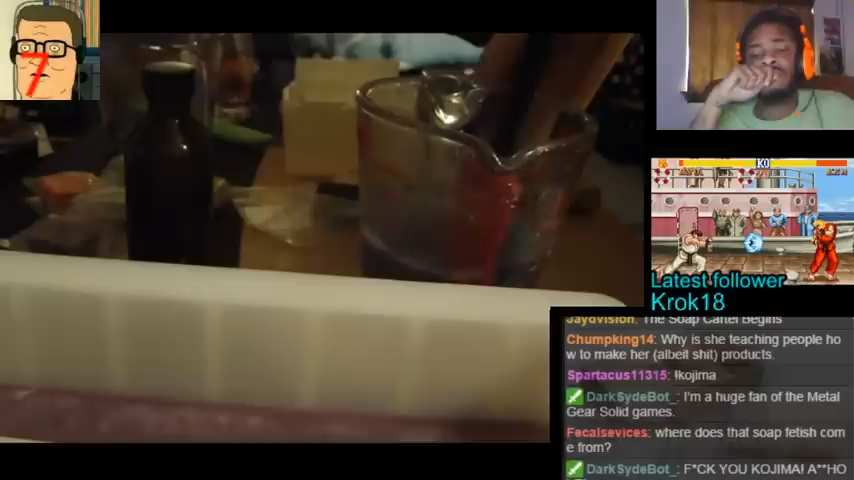 KO
KEN
Latest follower
Krok18
Jaydvision: The Soap Cartel Begins
Chumpking14: Why is she teaching people ho
w to make her (albeit shit) products.
Spartacus11315: !kojima
DarkSydeBot_: I'm a huge fan of the Metal
Gear Solid games.
Fecalsevices: where does that soap fetish com
e from?
DarkSydeBot_: F*CK YOU KOJIMA! A**HO